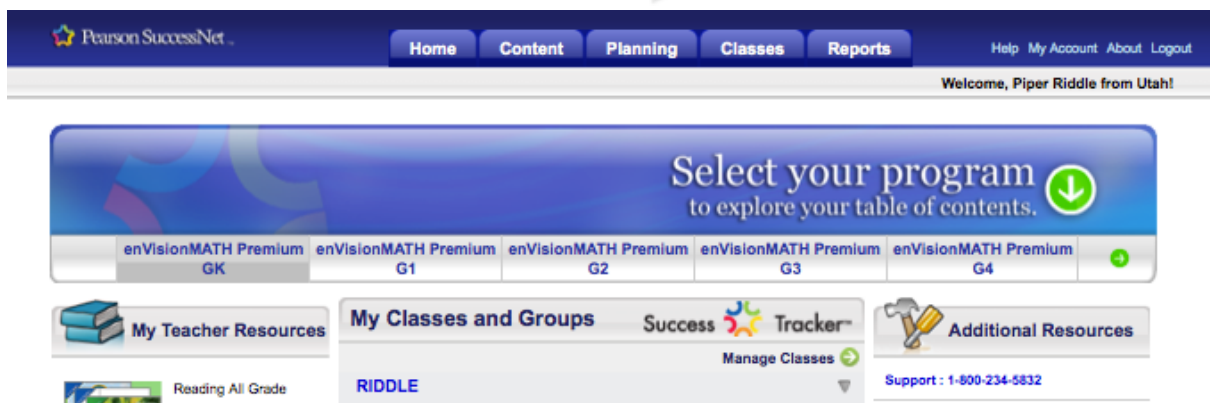 Pearson SuccessNet
Home Content Planning Classes Reports
Help My Account About Logout
Welcome, Piper Riddle from Utah!
Select your program
to explore your table of contents.
enVisionMATH Premium
GK
enVisionMATH Premium
G1
enVisionMATH Premium
G2
enVisionMATH Premium
G3
enVisionMATH Premium
G4
My Teacher Resources
Reading All Grade
My Classes and Groups
Success Tracker
Manage Classes
RIDDLE
Additional Resources
Support : 1-800-234-5832